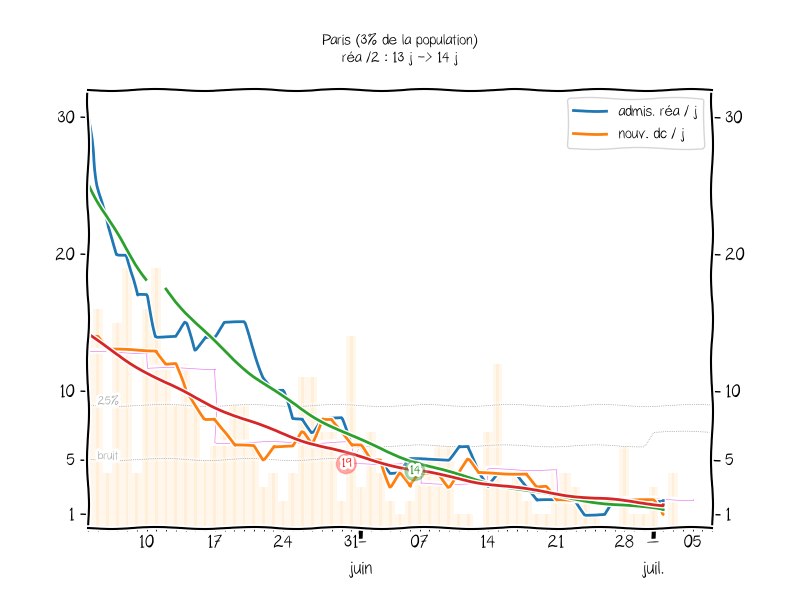 Paris (3% de la population)
réa /2 : 13 j -> 14 j
admis. réa / j
nouv. dc / j
30
30
20
20
10
10
25%
bruit
5
5
19
14
1
1
10 17 24 31 07 14 21 28 05
juin juil.